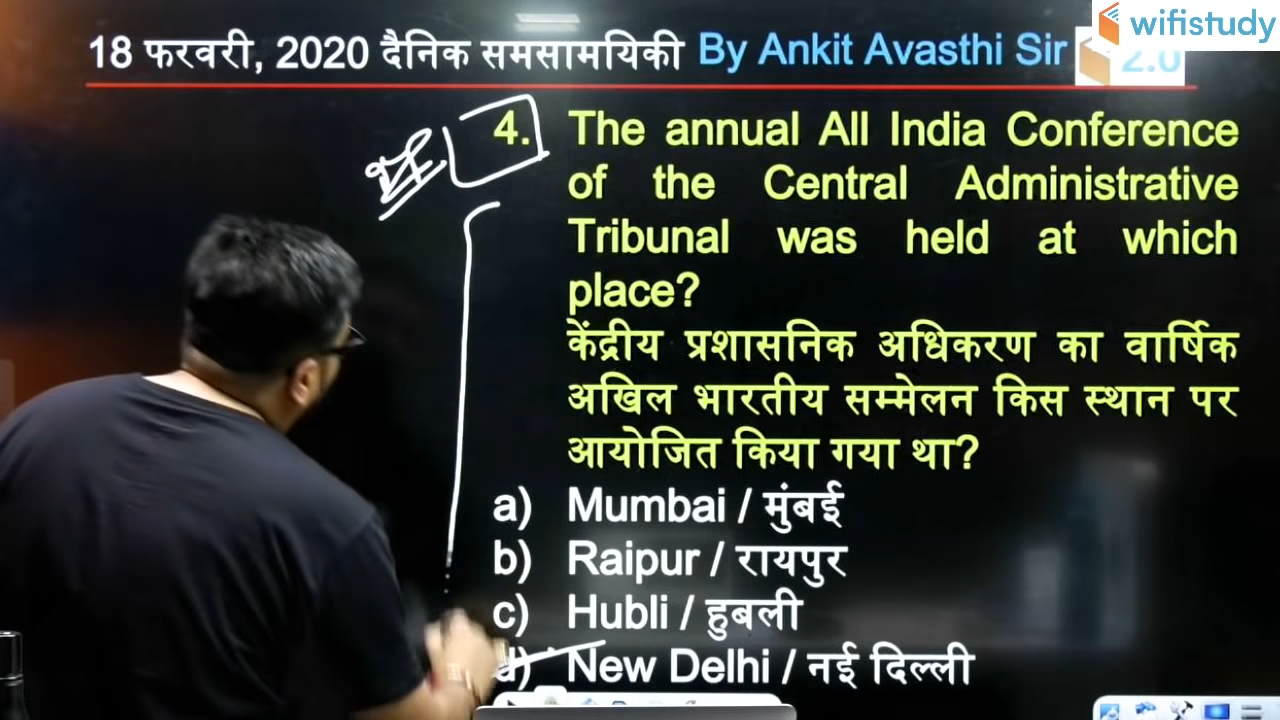 wifistudy
18 फरवरी, 2020 दैनिक समसामयिकी By Ankit Avasthi Sir 2.0
4. The annual All India Conference
of the Central Administrative
Tribunal was held at which
place?
केंद्रीय प्रशासनिक अधिकरण का वार्षिक
अखिल भारतीय सम्मेलन किस स्थान पर
आयोजित किया गया था?
a) Mumbai / मुंबई
b) Raipur / रायपुर
c) Hubli / हुबली
d) New Delhi / नई दिल्ली